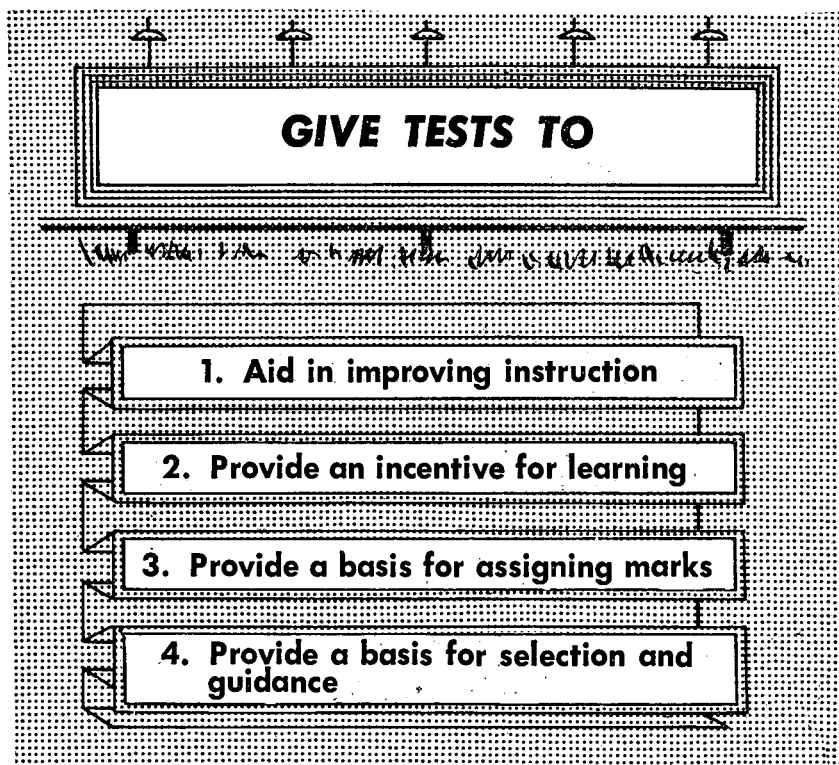 GIVE TESTS TO
1. Aid in improving instruction
2. Provide an incentive for learning
3. Provide a basis for assigning marks
4. Provide a basis for selection and
guidance